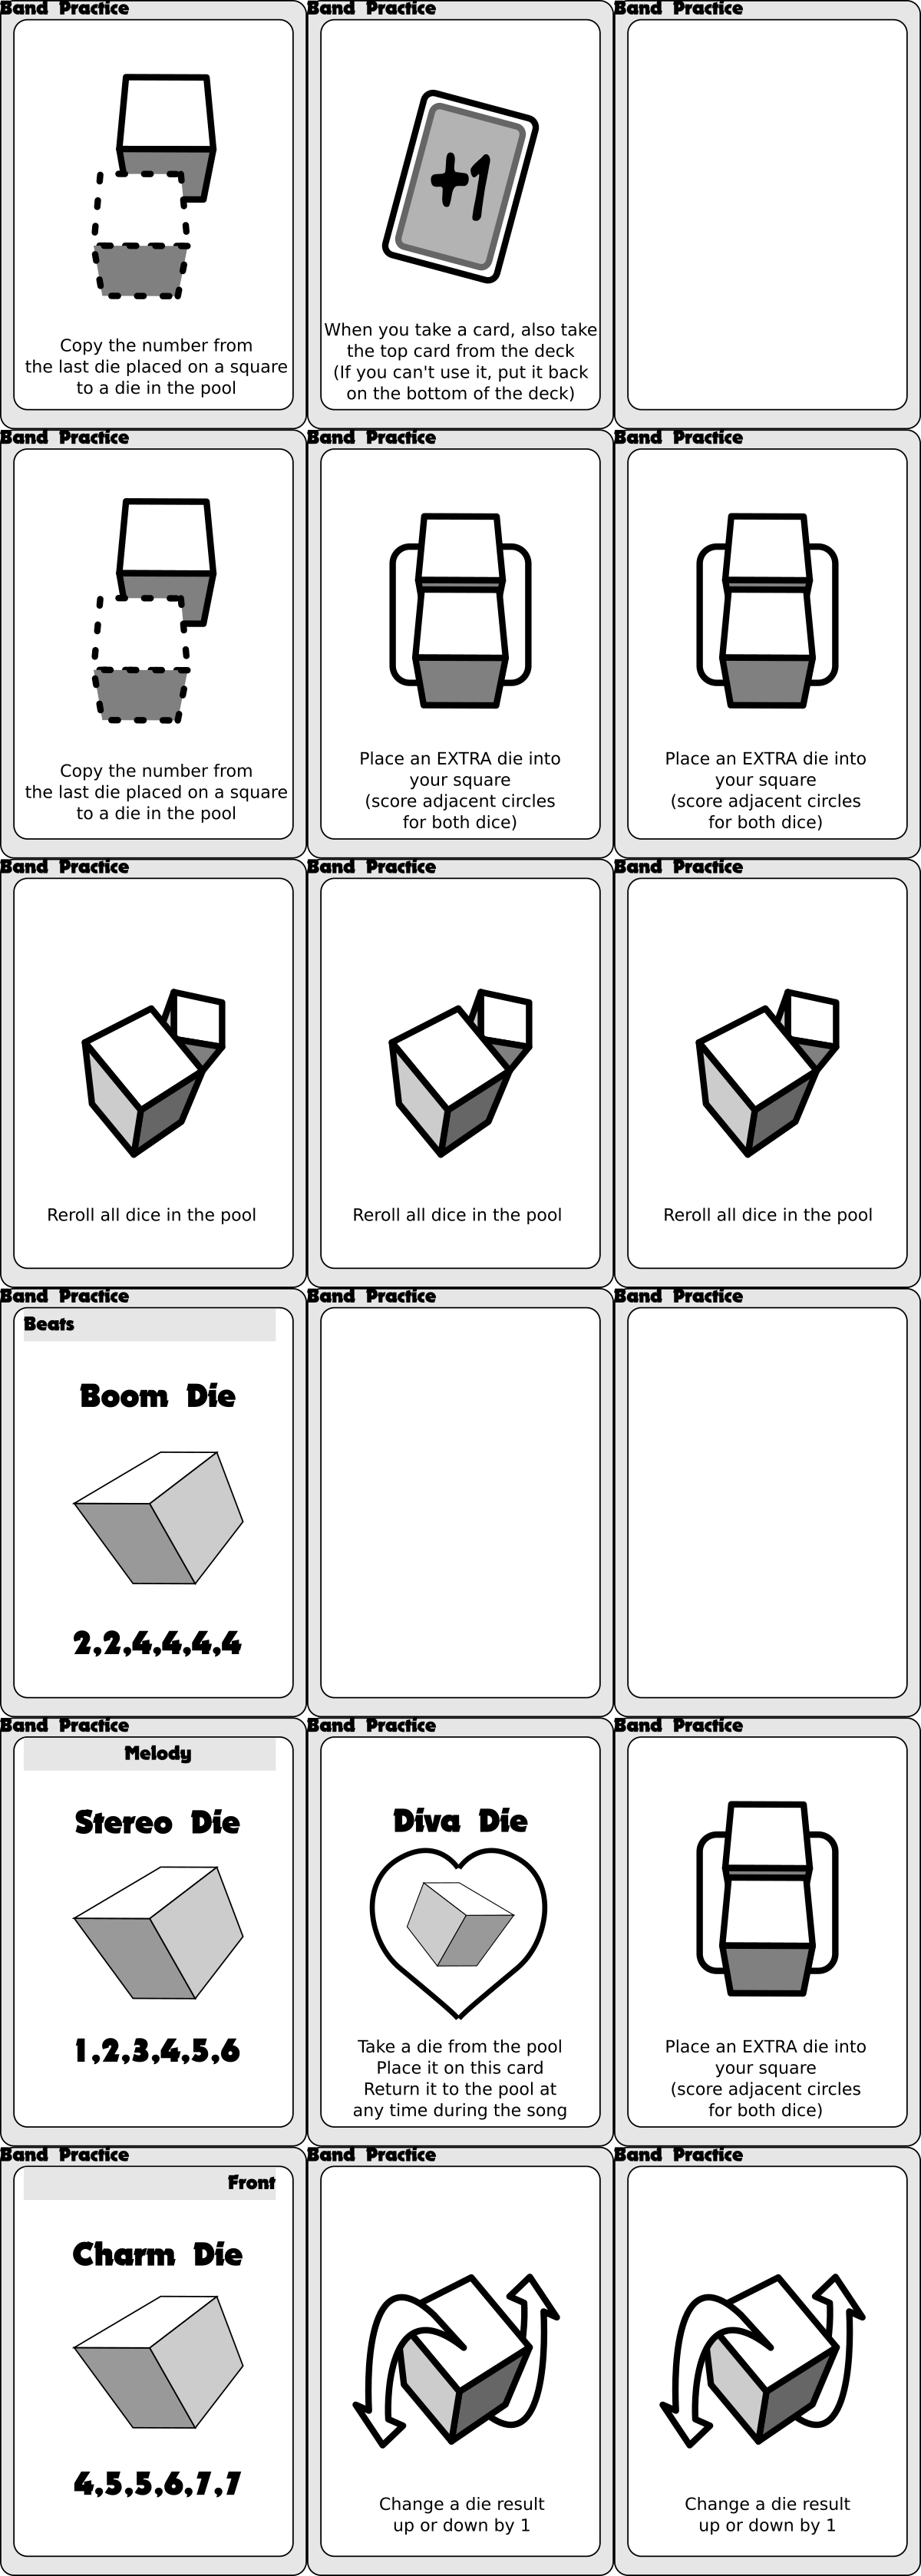 Band Practice
Band Practice
Band Practice
+1
Copy the number from
the last die placed on a square
to a die in the pool
When you take a card, also take
the top card from the deck
(If you can't use it, put it back
on the bottom of the deck)
Band Practice
Band Practice
Band Practice
Copy the number from
the last die placed on a square
to a die in the pool
Place an EXTRA die into
your square
(score adjacent circles
for both dice)
Place an EXTRA die into
your square
(score adjacent circles
for both dice)
Band Practice
Band Practice
Band Practice
Reroll all dice in the pool
Reroll all dice in the pool
Reroll all dice in the pool
Band Practice
Band Practice
Band Practice
Beats
Boom Die
2,2,4,4,4,4
Band Practice
Band Practice
Band Practice
Melody
Stereo Die
1,2,3,4,5,6
Diva Die
Take a die from the pool
Place it on this card
Return it to the pool at
any time during the song
Place an EXTRA die into
your square
(score adjacent circles
for both dice)
Band Practice
Band Practice
Band Practice
Front
Charm Die
4,5,5,6,7,7
Change a die result
up or down by 1
Change a die result
up or down by 1